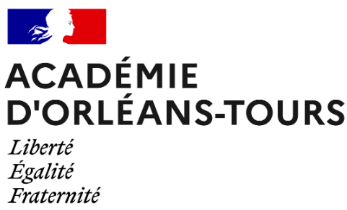 ACADÉMIE
D'ORLÉANS-TOURS
Liberté
Égalité
Fraternité